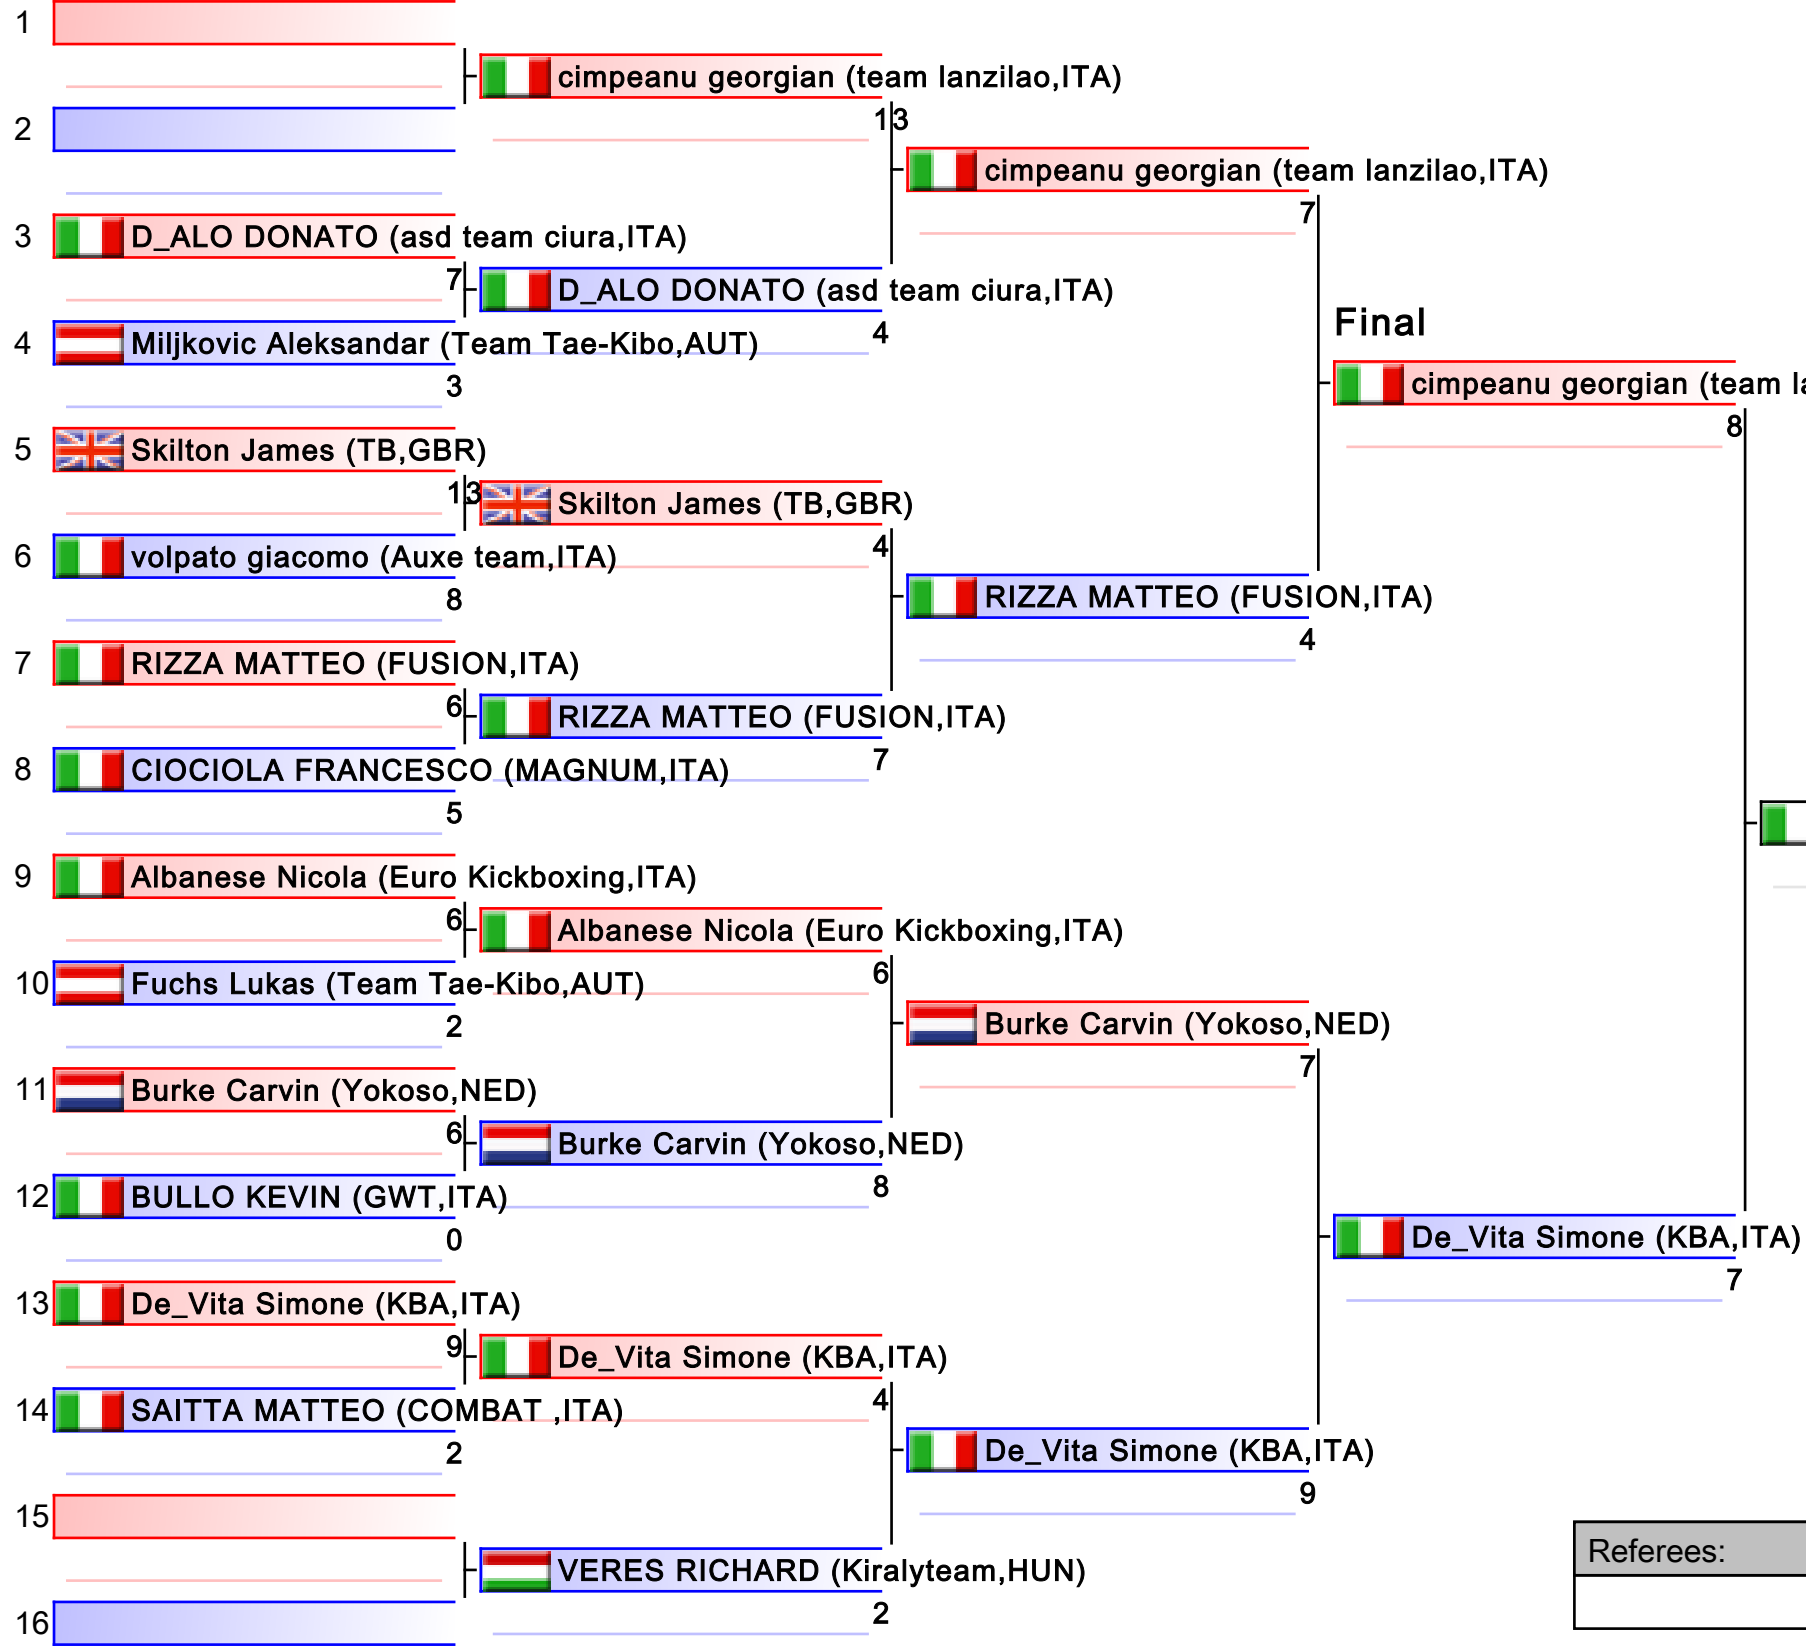 1
cimpeanu georgian (team lanzilao,ITA)
13
2
cimpeanu georgian (team lanzilao,ITA)
7
3
D_ALO DONATO (asd team ciura,ITA)
7
D_ALO DONATO (asd team ciura,ITA)
4
Final
4
Miljkovic Aleksandar (Team Tae-Kibo,AUT)
3
cimpeanu georgian (team la
8
5
Skilton James (TB,GBR)
13
Skilton James (TB,GBR)
4
6
volpato giacomo (Auxe team,ITA)
8
RIZZA MATTEO (FUSION,ITA)
4
7
RIZZA MATTEO (FUSION,ITA)
6
RIZZA MATTEO (FUSION,ITA)
7
8
CIOCIOLA FRANCESCO (MAGNUM,ITA)
5
9
Albanese Nicola (Euro Kickboxing,ITA)
6
Albanese Nicola (Euro Kickboxing,ITA)
6
10
Fuchs Lukas (Team Tae-Kibo,AUT)
2
Burke Carvin (Yokoso,NED)
7
11
Burke Carvin (Yokoso,NED)
6
Burke Carvin (Yokoso,NED)
8
12
BULLO KEVIN (GWT,ITA)
0
De_Vita Simone (KBA,ITA)
7
13
De_Vita Simone (KBA,ITA)
9
De_Vita Simone (KBA,ITA)
4
14
SAITTA MATTEO (COMBAT ,ITA)
2
De_Vita Simone (KBA,ITA)
9
15
VERES RICHARD (Kiralyteam,HUN)
2
16
Referees: